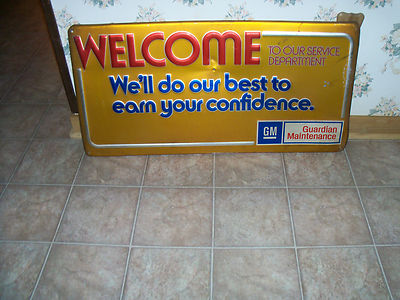 WELCOME TO OUR SERVICE
DEPARTMENT
We'll do our best to
earn your confidence.
GM Guardian
Maintenance